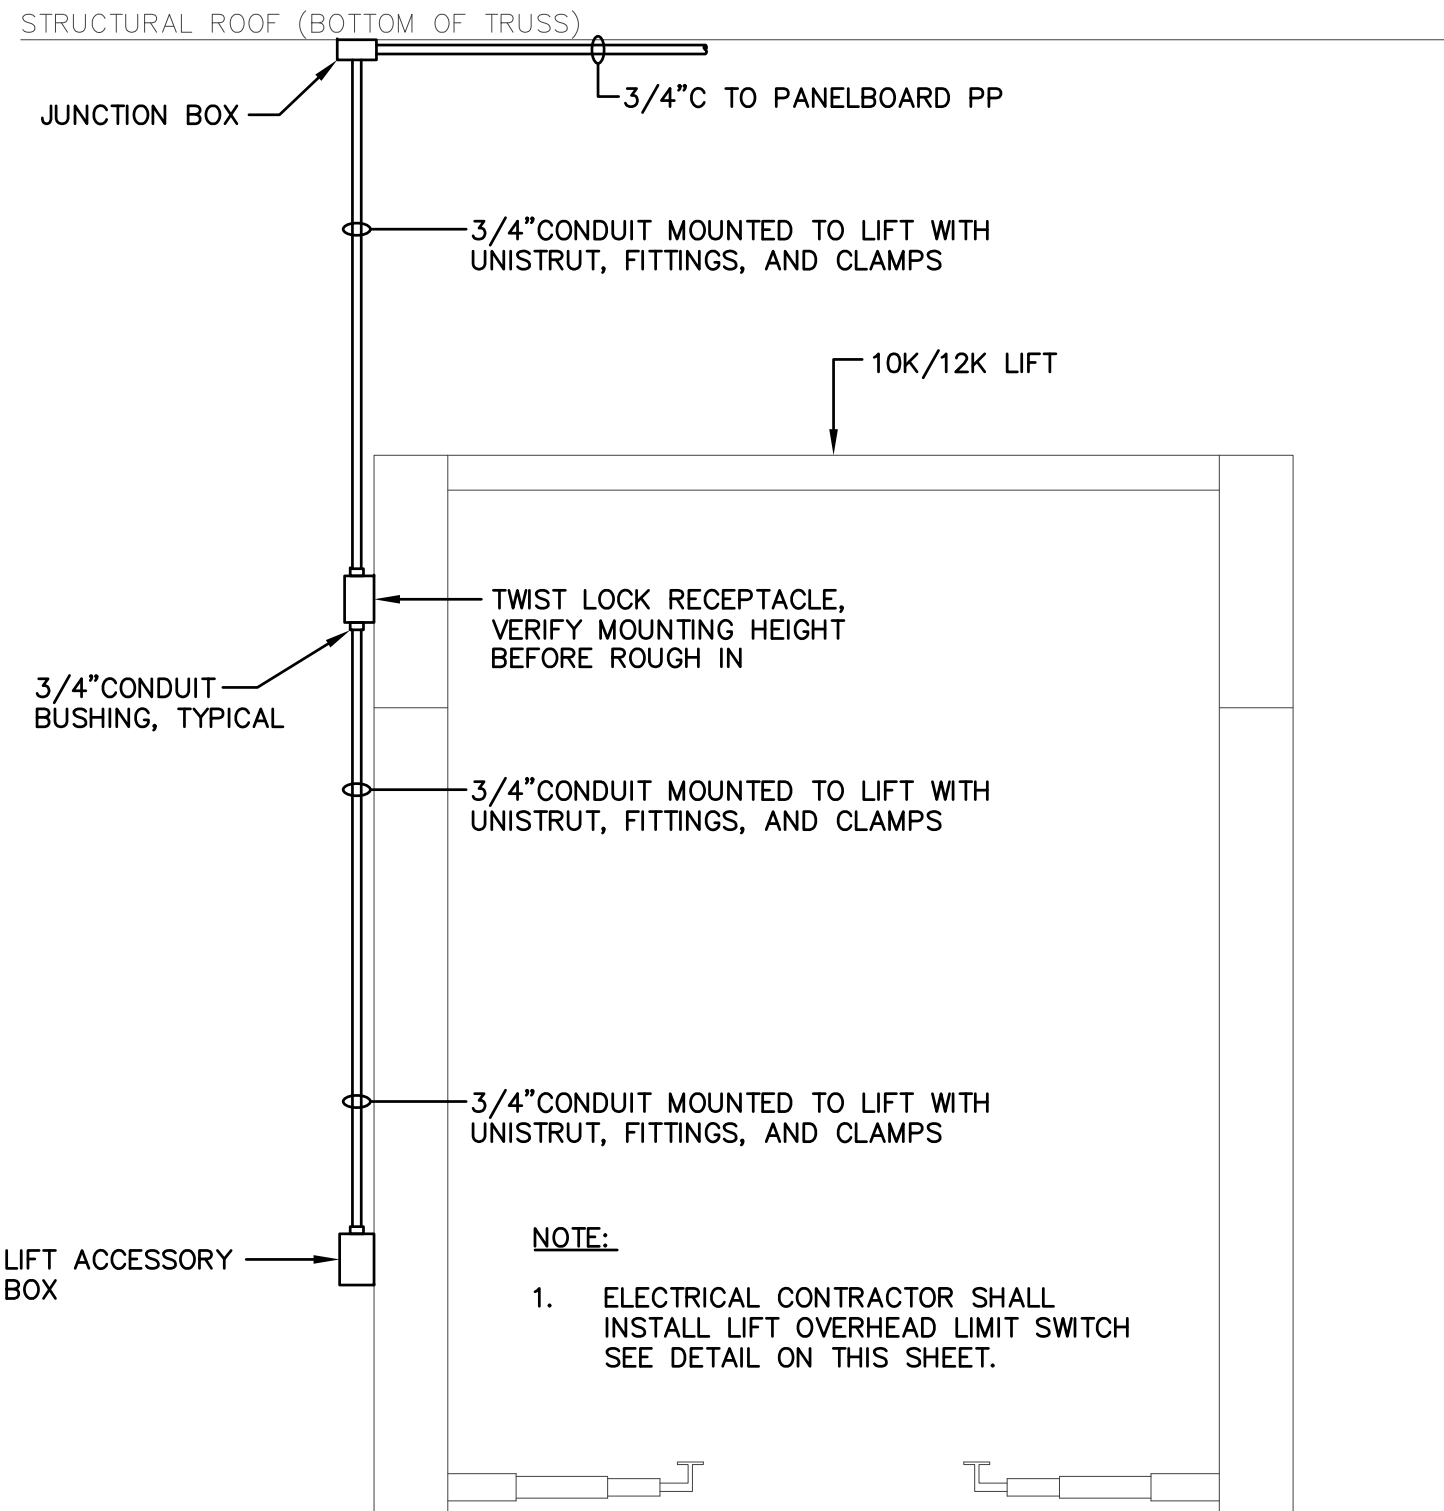 STRUCTURAL ROOF (BOTTOM OF TRUSS)
JUNCTION BOX
3/4"C TO PANELBOARD PP
3/4"CONDUIT MOUNTED TO LIFT WITH
UNISTRUT, FITTINGS, AND CLAMPS
10K/12K LIFT
TWIST LOCK RECEPTACLE,
VERIFY MOUNTING HEIGHT
BEFORE ROUGH IN
3/4"CONDUIT
BUSHING, TYPICAL
3/4"CONDUIT MOUNTED TO LIFT WITH
UNISTRUT, FITTINGS, AND CLAMPS
3/4"CONDUIT MOUNTED TO LIFT WITH
UNISTRUT, FITTINGS, AND CLAMPS
LIFT ACCESSORY
BOX
NOTE:
1. ELECTRICAL CONTRACTOR SHALL
INSTALL LIFT OVERHEAD LIMIT SWITCH
SEE DETAIL ON THIS SHEET.